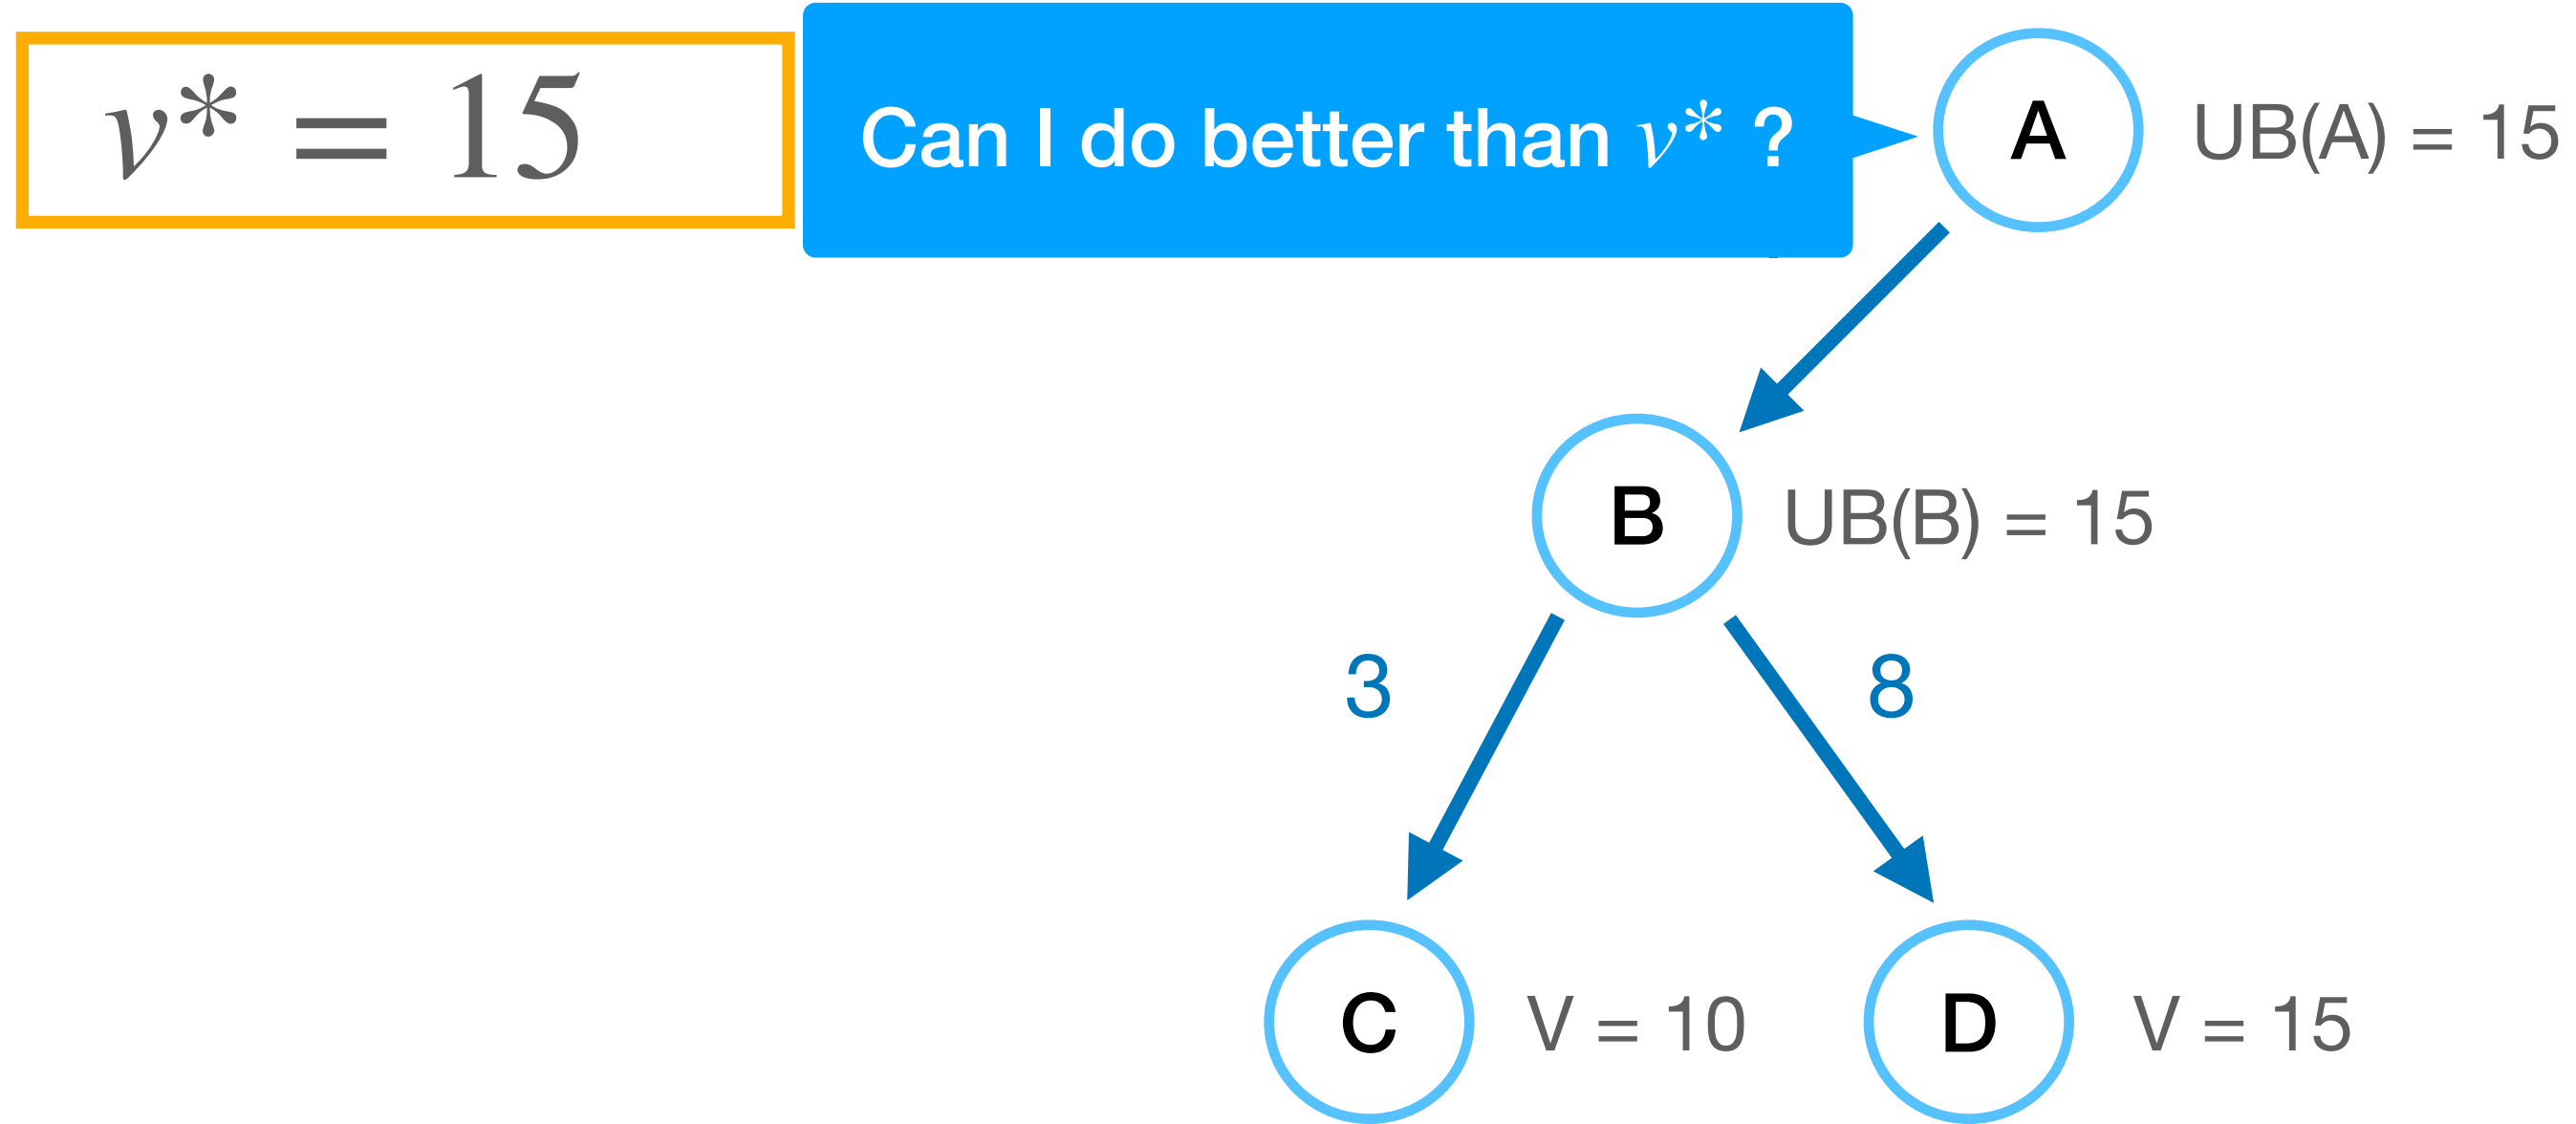 v* = 15
Can I do better than v* ?
A
UB(A) = 15
B
UB(B) = 15
3
8
C
V = 10
D
V = 15